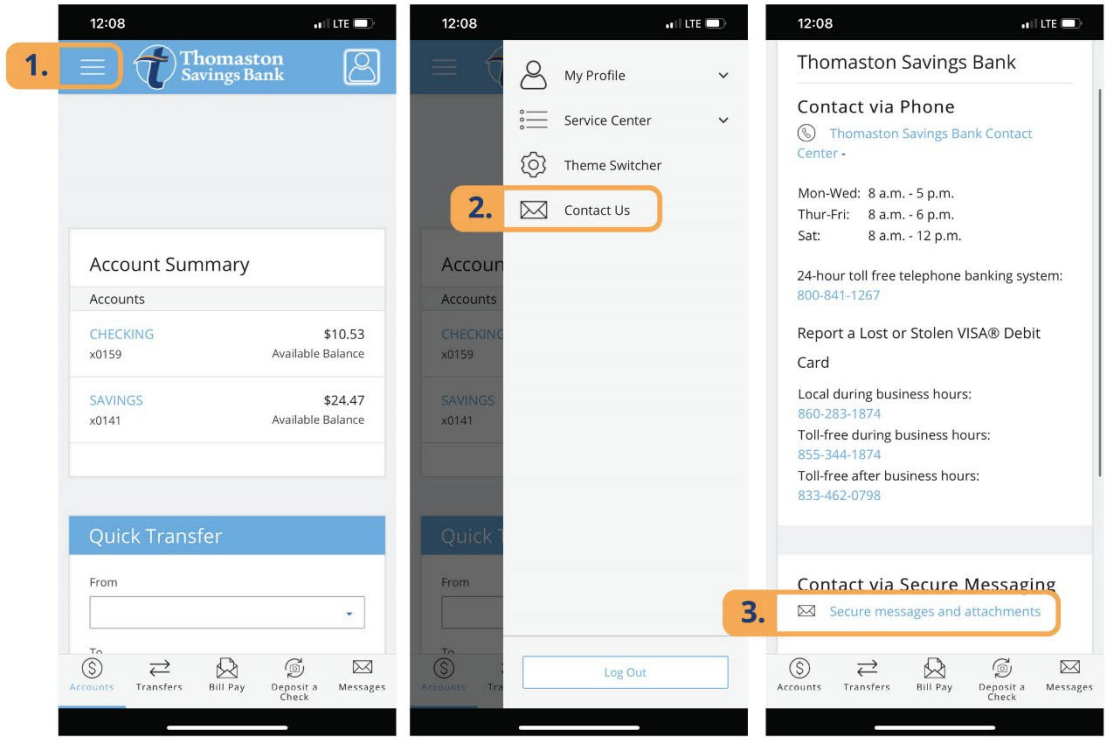 12:08
LTE
1.
Thomaston
Savings Bank
Account Summary
Accounts
CHECKING $10.53
x0159 Available Balance
SAVINGS $24.47
x0141 Available Balance
Quick Transfer
From
To
Accounts Transfers Bill Pay Deposit a Check Messages
12:08
LTE
My Profile
Service Center
Theme Switcher
2. Contact Us
Accoun
Accounts
CHECKING
x0159
SAVINGS
x0141
Quick T
From
To
Log Out
Accounts Tra
12:08
LTE
Thomaston Savings Bank
Contact via Phone
Thomaston Savings Bank Contact
Center -
Mon-Wed: 8 a.m. - 5 p.m.
Thur-Fri: 8 a.m. - 6 p.m.
Sat: 8 a.m. - 12 p.m.
24-hour toll free telephone banking system:
800-841-1267
Report a Lost or Stolen VISA® Debit
Card
Local during business hours:
860-283-1874
Toll-free during business hours:
855-344-1874
Toll-free after business hours:
833-462-0798
Contact via Secure Messaging
3. Secure messages and attachments
Accounts Transfers Bill Pay Deposit a Check Messages